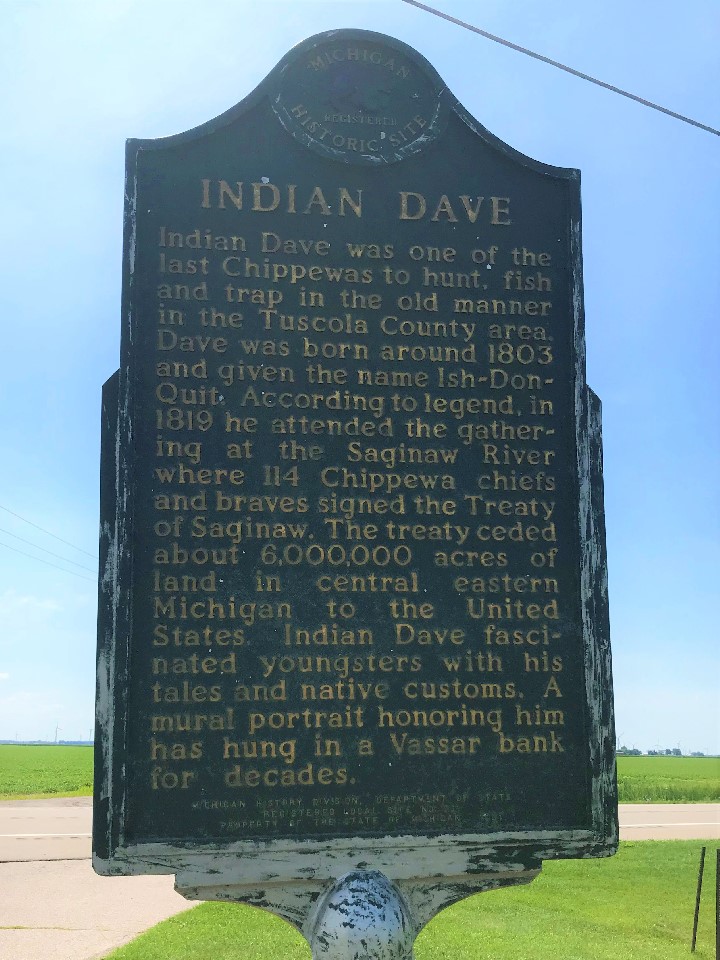 MICHIGAN
REGISTERED
HISTORIC SITE
INDIAN DAVE
Indian Dave was one of the
last Chippewas to hunt, fish
and trap in the old manner
in the Tuscola County area.
Dave was born around 1803
and given the name Ish-Don-
Quit. According to legend, in
1819 he attended the gather-
ing at the Saginaw River
where 114 Chippewa chiefs
and braves signed the Treaty
of Saginaw. The treaty ceded
about 6,000,000 acres of
land in central eastern
Michigan to the United
States. Indian Dave fasci-
nated youngsters with his
tales and native customs. A
mural portrait honoring him
has hung in a Vassar bank
for decades.
MICHIGAN HISTORY DIVISION, DEPARTMENT OF STATE
REGISTERED LOCAL SITE NO.
PROPERTY OF THE STATE OF MICHIGAN